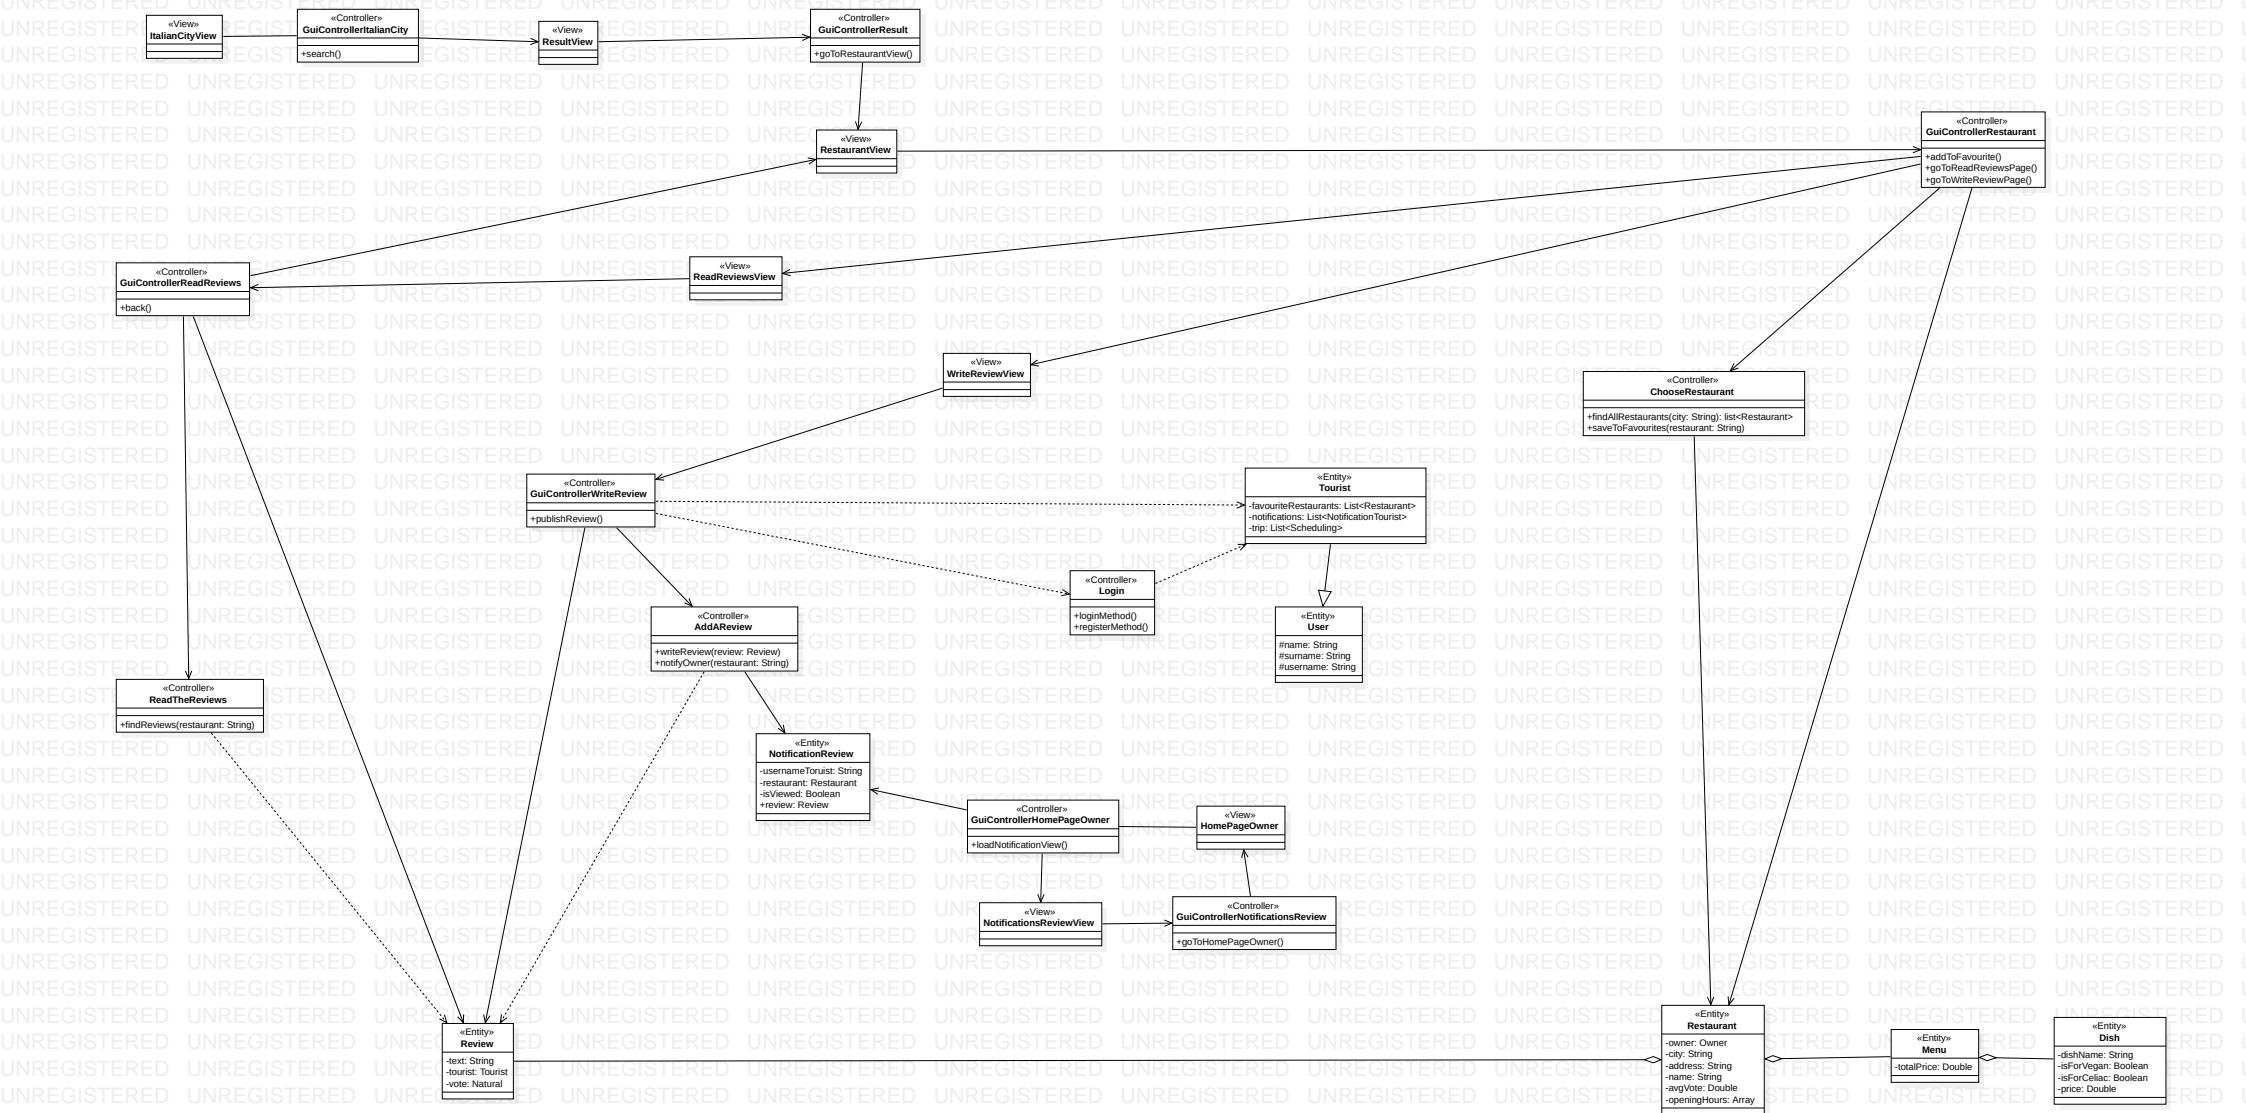 «View»
ItalianCityView
«Controller»
GuiControllerItalianCity
+search()
«View»
ResultView
«Controller»
GuiControllerResult
+goToRestaurantView()
«View»
RestaurantView
«Controller»
GuiControllerRestaurant
+addToFavourite()
+goToReadReviewsPage()
+goToWriteReviewPage()
«Controller»
GuiControllerReadReviews
+back()
«View»
ReadReviewsView
«View»
WriteReviewView
«Controller»
ChooseRestaurant
+findAllRestaurants(city: String): list<Restaurant>
+saveToFavourites(restaurant: String)
«Controller»
GuiControllerWriteReview
+publishReview()
«Entity»
Tourist
-favouriteRestaurants: List<Restaurant>
-notifications: List<NotificationTourist>
-trip: List<Scheduling>
«Controller»
Login
+loginMethod()
+registerMethod()
«Entity»
User
#name: String
#surname: String
#username: String
«Controller»
AddAReview
+writeReview(review: Review)
+notifyOwner(restaurant: String)
«Controller»
ReadTheReviews
+findReviews(restaurant: String)
«Entity»
NotificationReview
-usernameToruist: String
-restaurant: Restaurant
-isViewed: Boolean
+review: Review
«Controller»
GuiControllerHomePageOwner
+loadNotificationView()
«View»
HomePageOwner
«View»
NotificationsReviewView
«Controller»
GuiControllerNotificationsReview
+goToHomePageOwner()
«Entity»
Review
-text: String
-tourist: Tourist
-vote: Natural
«Entity»
Restaurant
-owner: Owner
-city: String
-address: String
-name: String
-avgVote: Double
-openingHours: Array
«Entity»
Menu
-totalPrice: Double
«Entity»
Dish
-dishName: String
-isForVegan: Boolean
-isForCeliac: Boolean
-price: Double
UNREGISTERED